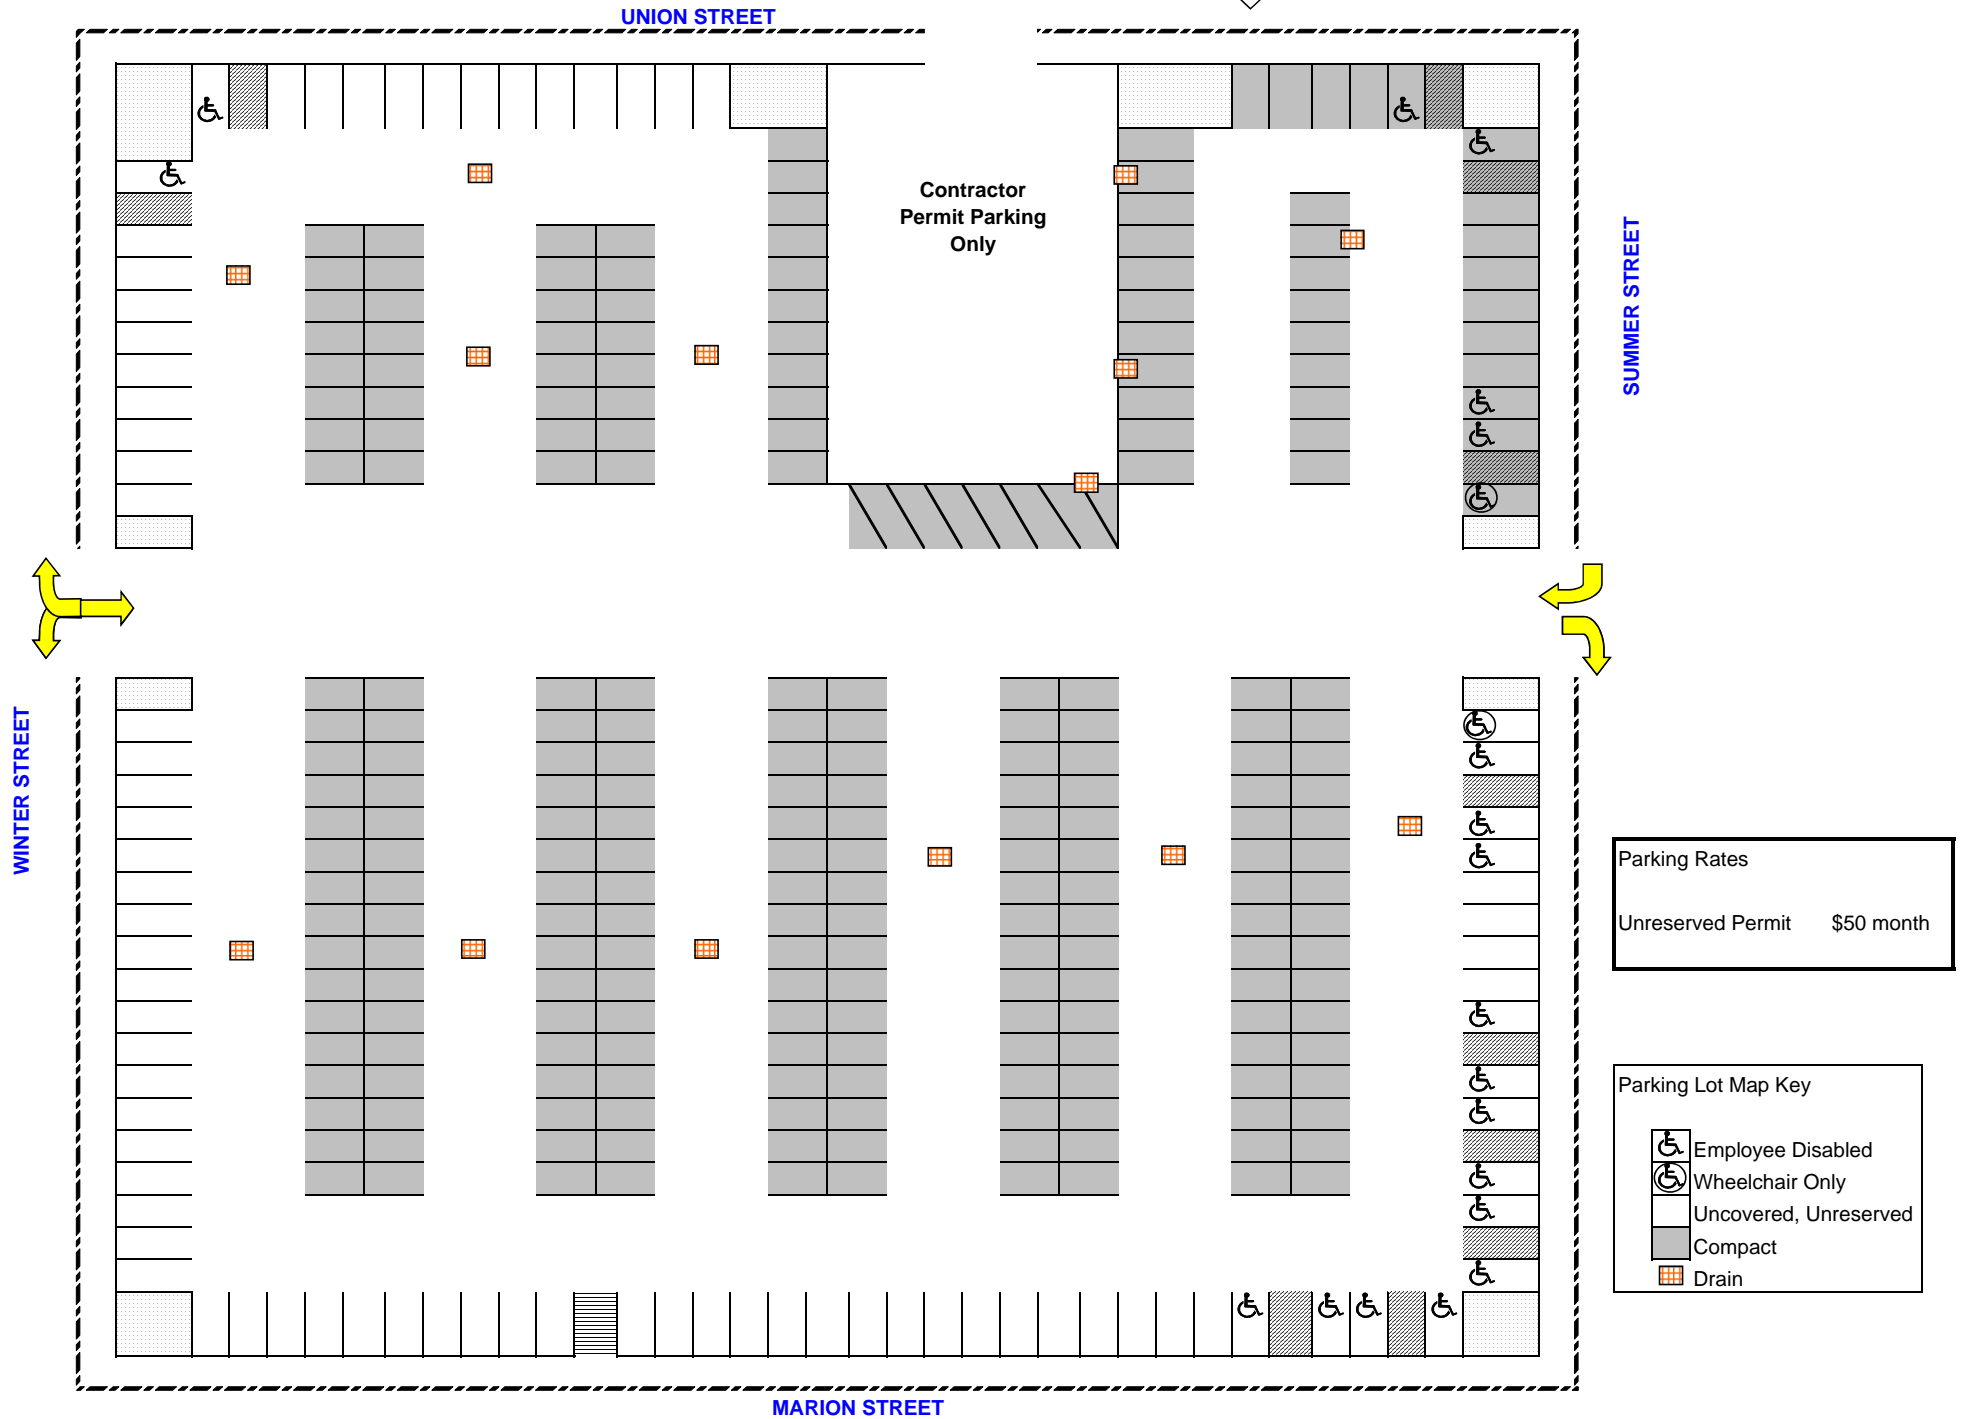 UNION STREET
Contractor
Permit Parking
Only
SUMMER STREET
WINTER STREET
Parking Rates
Unreserved Permit $50 month
Parking Lot Map Key
Employee Disabled
Wheelchair Only
Uncovered, Unreserved
Compact
Drain
MARION STREET